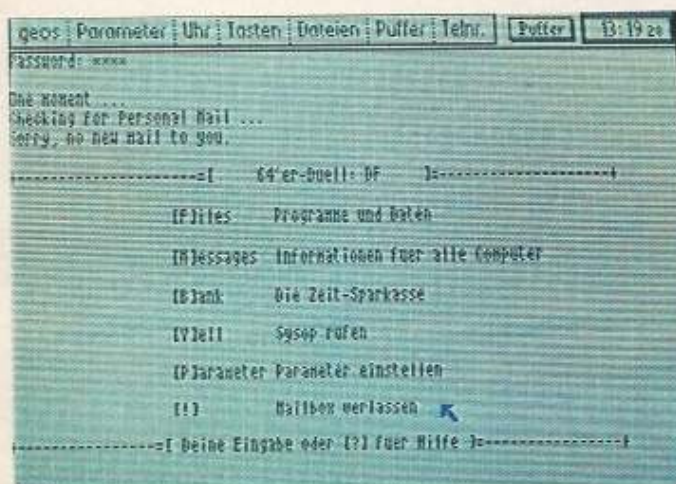 geos Parameter Uhr Tasten Dateien Puffer Telnr. Puffer 13:19 20
Password: xxxx
One moment ...
Checking for Personal Mail ...
Sorry, no new mail to you.
+---------------------=[ 64'er-Duell: DF ]=---------------------+
[F]iles Programme und Daten
[M]essages Informationen fuer alle Computer
[B]ank Die Zeit-Sparkasse
[Y]ell Sysop rufen
[P]arameter Parameter einstellen
[!] Mailbox verlassen
+-----------------=[ Deine Eingabe oder [?] fuer Hilfe ]=-----------------+